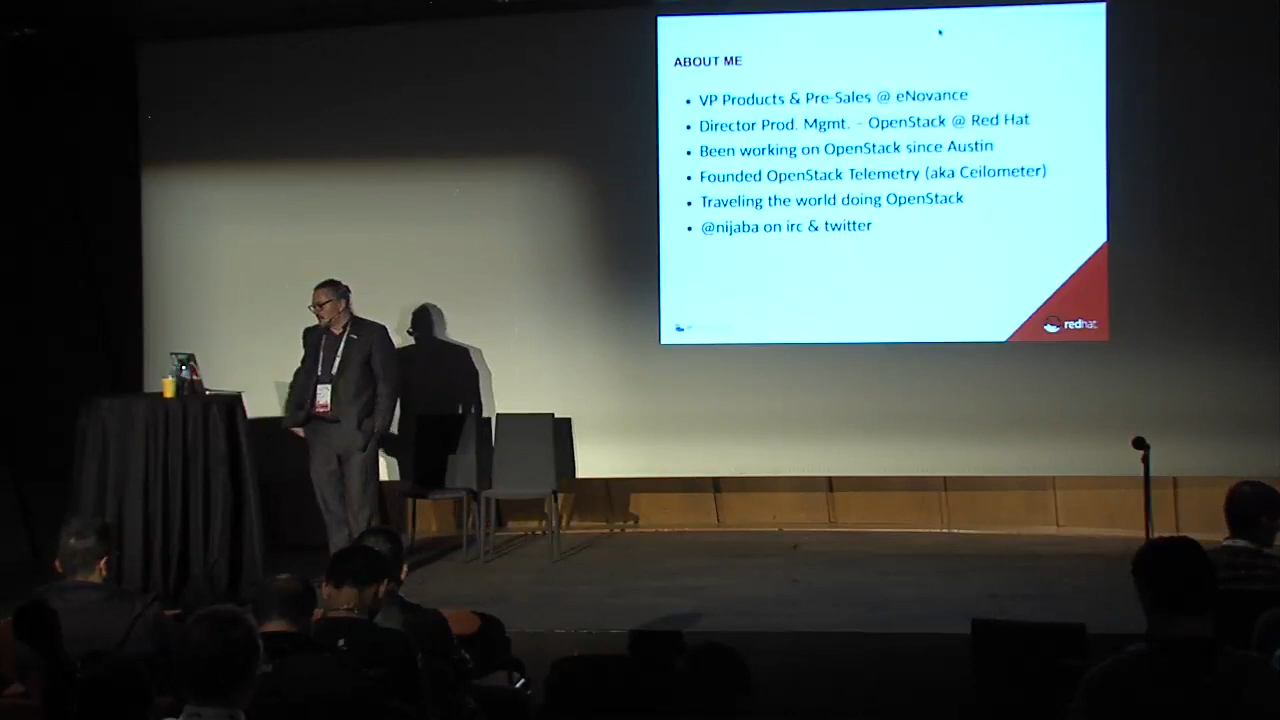 ABOUT ME
• VP Products & Pre-Sales @ eNovance
• Director Prod. Mgmt. - OpenStack @ Red Hat
• Been working on OpenStack since Austin
• Founded OpenStack Telemetry (aka Ceilometer)
• Traveling the world doing OpenStack
• @nijaba on irc & twitter
redhat